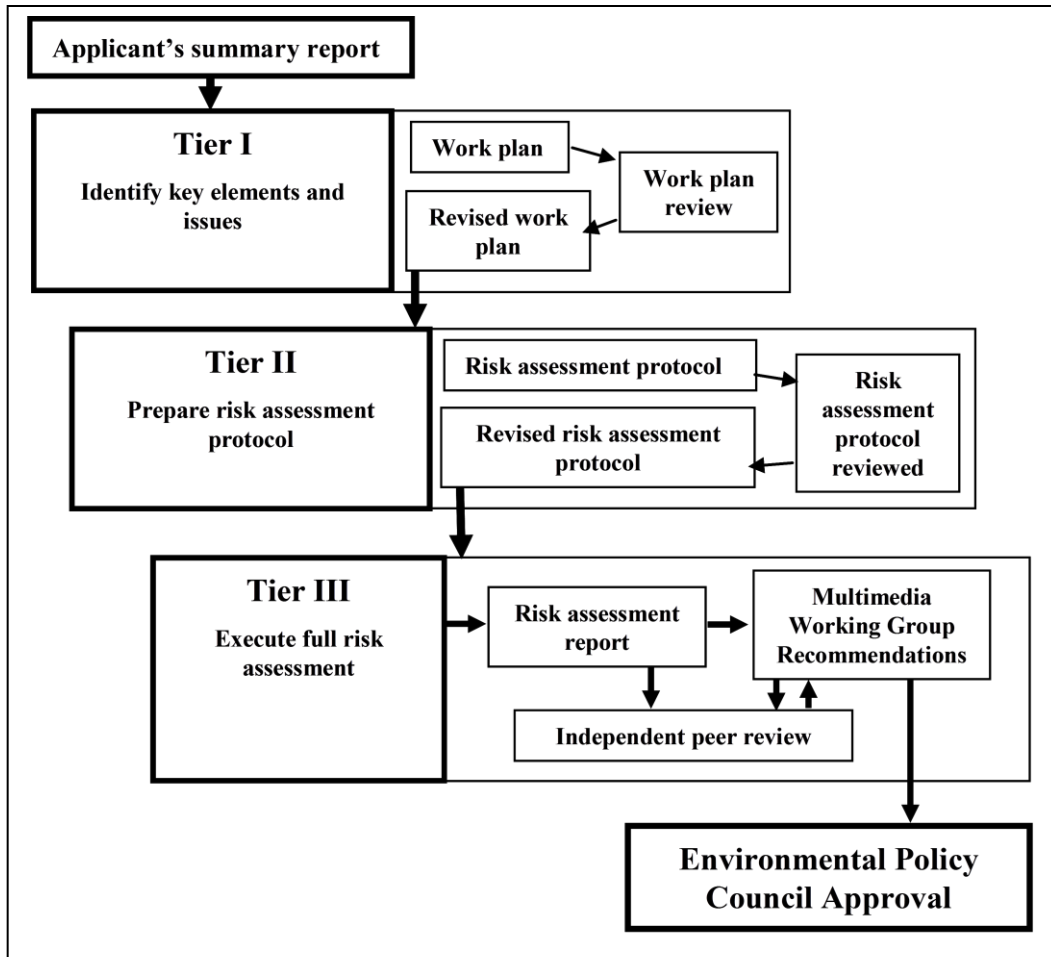 Applicant’s summary report
Tier I
Identify key elements and
issues
Work plan
Work plan
review
Revised work
plan
Tier II
Prepare risk assessment
protocol
Risk assessment protocol
Risk
assessment
protocol
reviewed
Revised risk assessment
protocol
Tier III
Execute full risk
assessment
Risk assessment
report
Multimedia
Working Group
Recommendations
Independent peer review
Environmental Policy
Council Approval